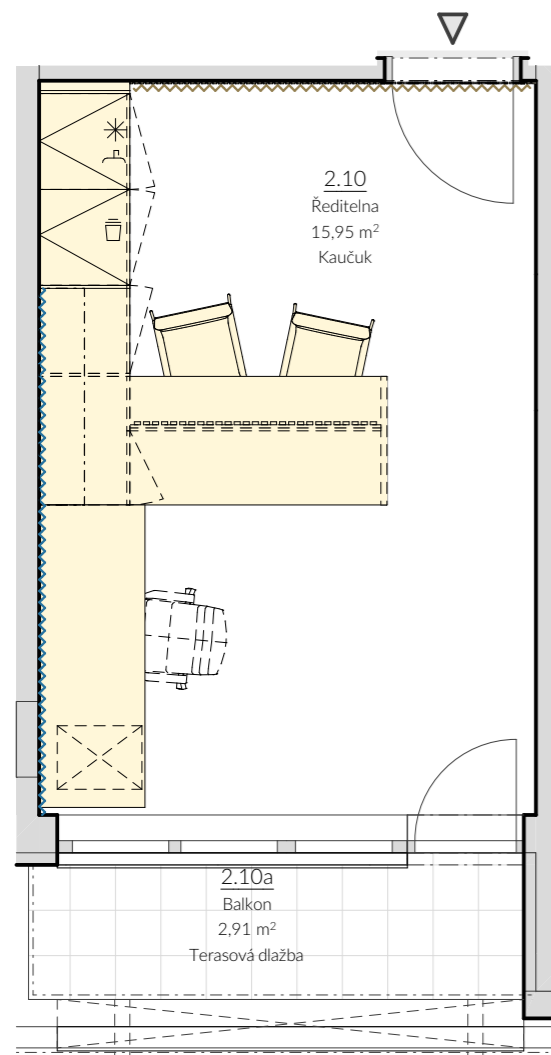 2.10
Ředitelna
15,95 m²
Kaučuk
2.10a
Balkon
2,91 m²
Terasová dlažba